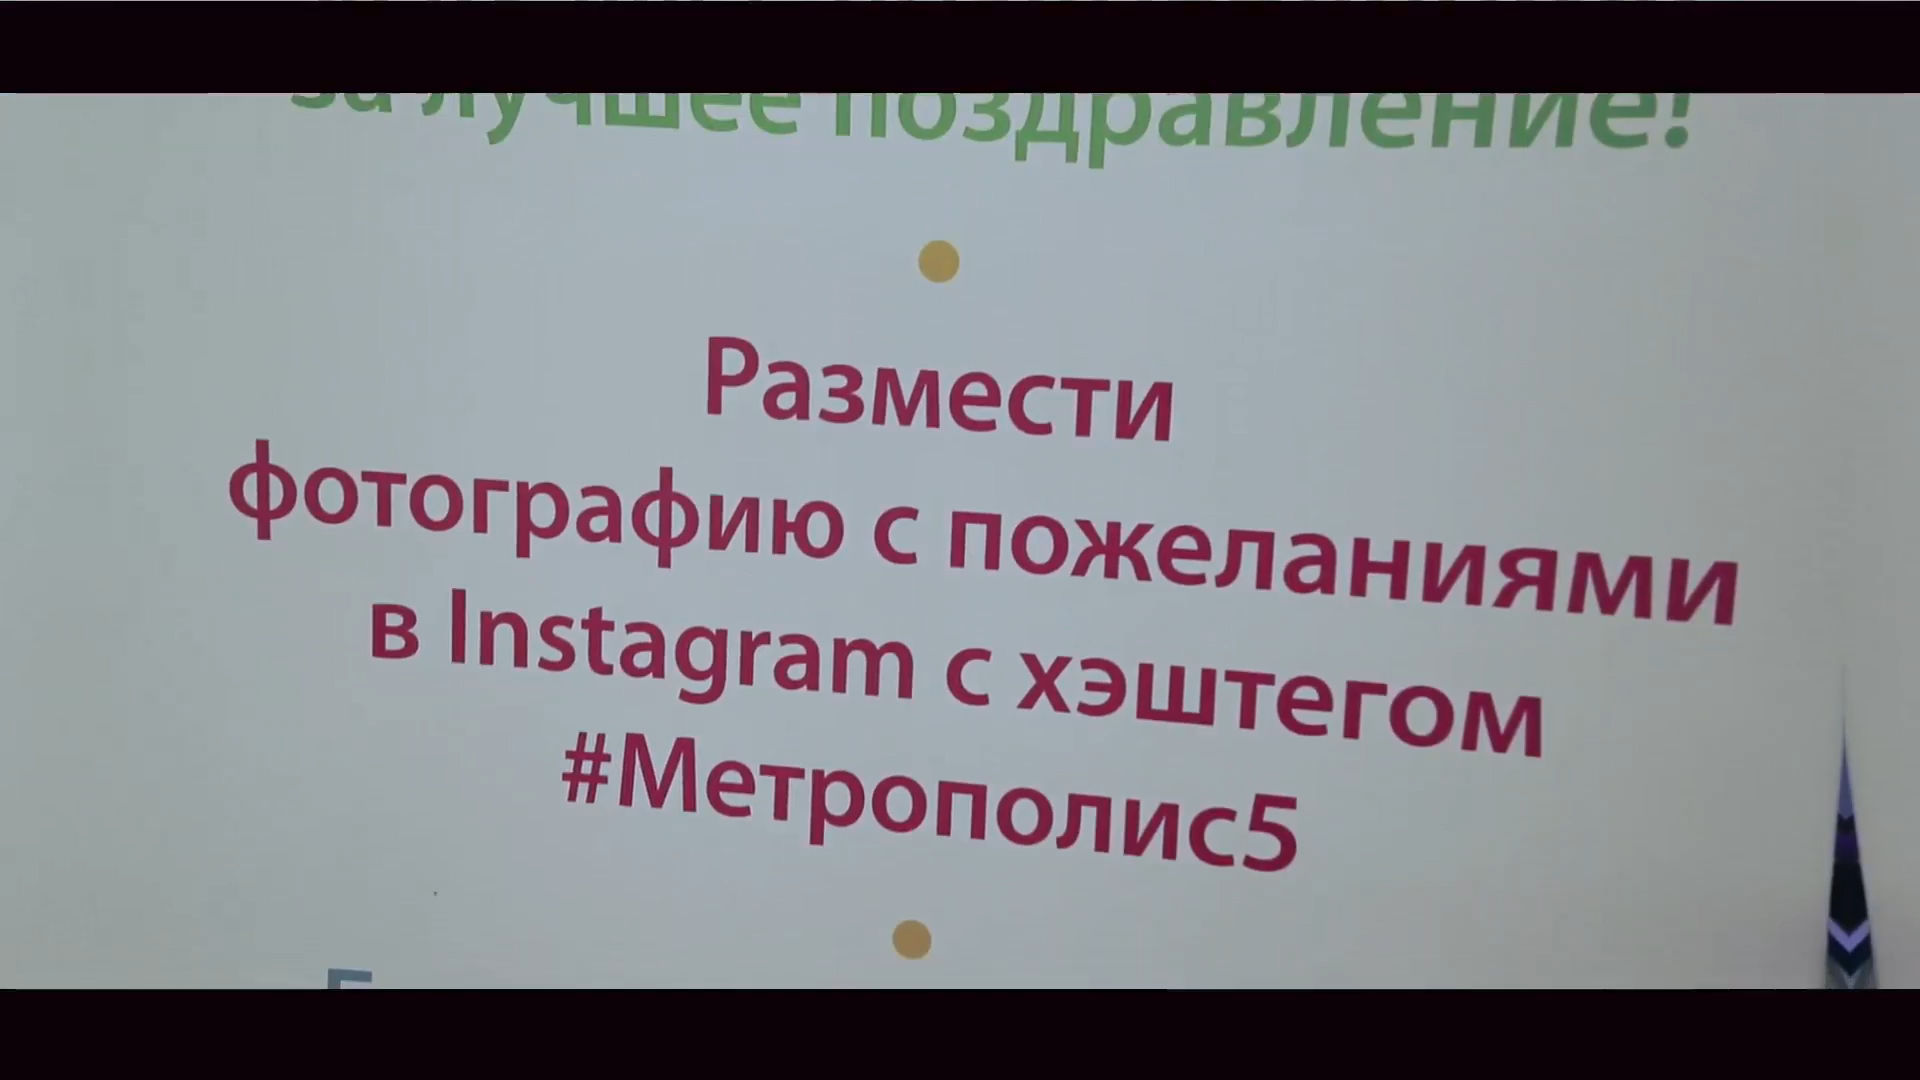 за лучшее поздравление!
Размести
фотографию с пожеланиями
в Instagram с хэштегом
#Метрополис5